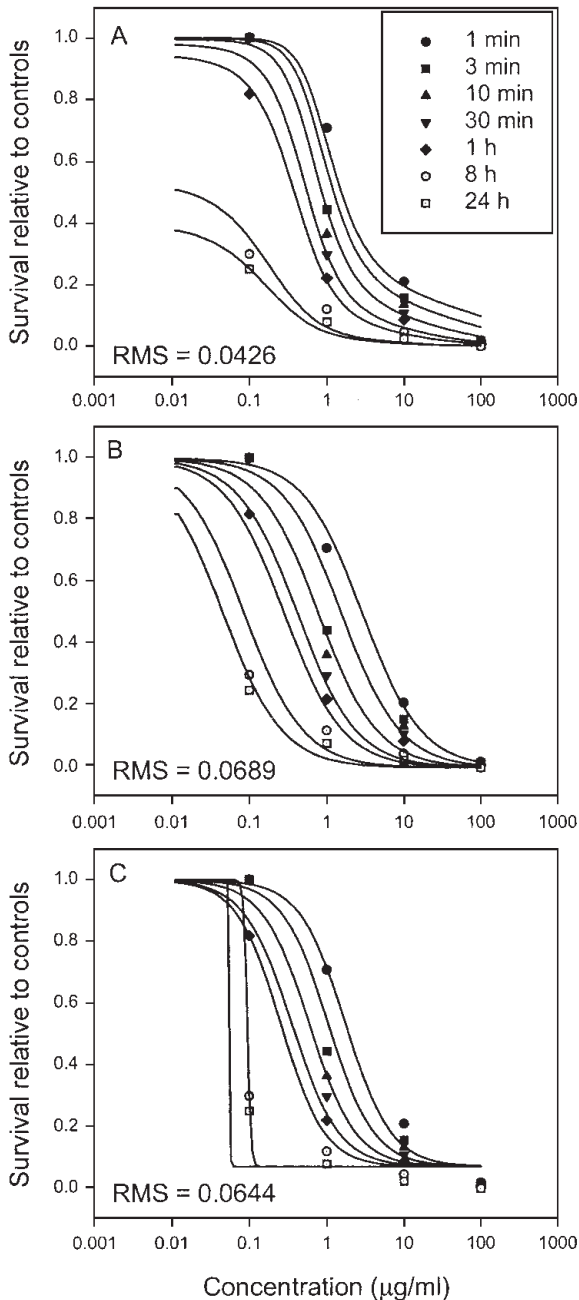 A
1.0
0.8
0.6
0.4
0.2
0.0
Survival relative to controls
1 min
3 min
10 min
30 min
1 h
8 h
24 h
RMS = 0.0426
0.001 0.01 0.1 1 10 100 1000
B
1.0
0.8
0.6
0.4
0.2
0.0
Survival relative to controls
RMS = 0.0689
0.001 0.01 0.1 1 10 100 1000
C
1.0
0.8
0.6
0.4
0.2
0.0
Survival relative to controls
RMS = 0.0644
0.001 0.01 0.1 1 10 100 1000
Concentration (μg/ml)